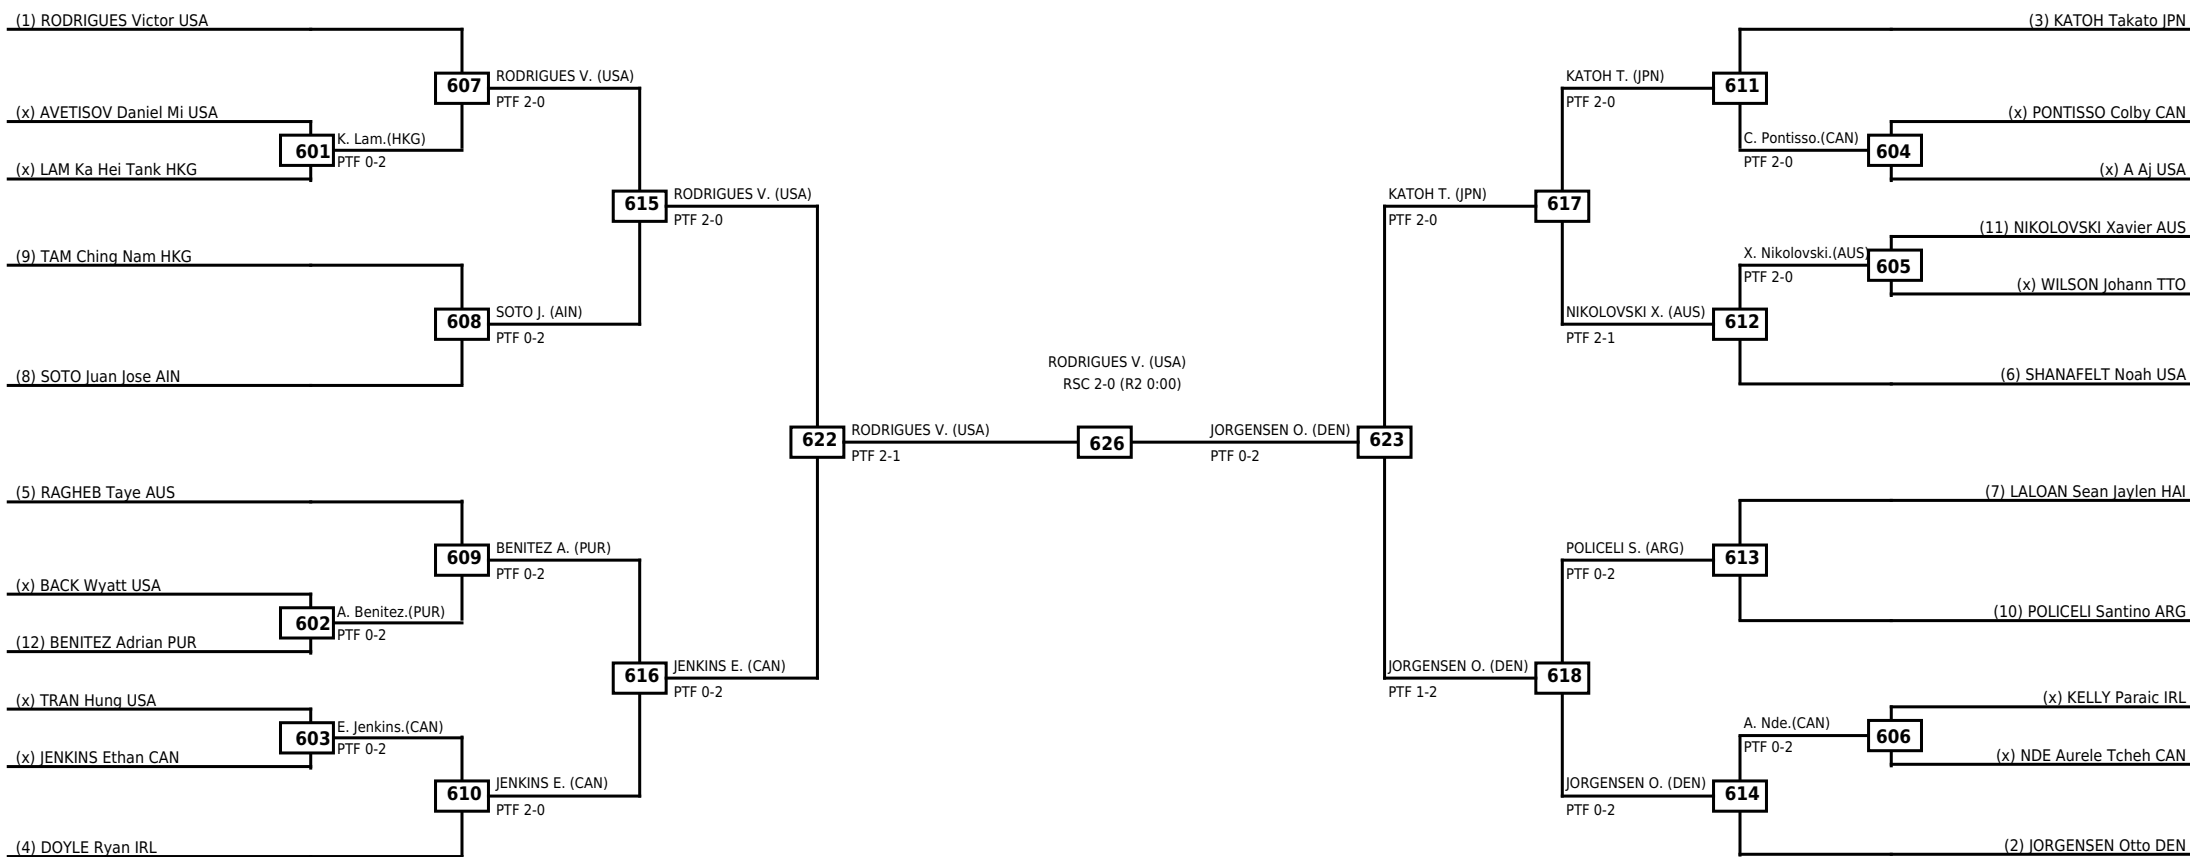 (1) RODRIGUES Victor USA
607
RODRIGUES V. (USA)
PTF 2-0
(x) AVETISOV Daniel Mi USA
601
K. Lam.(HKG)
PTF 0-2
(x) LAM Ka Hei Tank HKG
615
RODRIGUES V. (USA)
PTF 2-0
(9) TAM Ching Nam HKG
608
SOTO J. (AIN)
PTF 0-2
(8) SOTO Juan Jose AIN
622
RODRIGUES V. (USA)
PTF 2-1
(5) RAGHEB Taye AUS
609
BENITEZ A. (PUR)
PTF 0-2
(x) BACK Wyatt USA
602
A. Benitez.(PUR)
PTF 0-2
(12) BENITEZ Adrian PUR
616
JENKINS E. (CAN)
PTF 0-2
(x) TRAN Hung USA
603
E. Jenkins.(CAN)
PTF 0-2
(x) JENKINS Ethan CAN
610
JENKINS E. (CAN)
PTF 2-0
(4) DOYLE Ryan IRL
RODRIGUES V. (USA)
RSC 2-0 (R2 0:00)
626
JORGENSEN O. (DEN)
PTF 0-2
623
(3) KATOH Takato JPN
KATOH T. (JPN)
PTF 2-0
611
(x) PONTISSO Colby CAN
C. Pontisso.(CAN)
PTF 2-0
604
(x) A Aj USA
KATOH T. (JPN)
PTF 2-0
617
(11) NIKOLOVSKI Xavier AUS
X. Nikolovski.(AUS)
PTF 2-0
605
(x) WILSON Johann TTO
NIKOLOVSKI X. (AUS)
PTF 2-1
612
(6) SHANAFELT Noah USA
(7) LALOAN Sean Jaylen HAI
POLICELI S. (ARG)
PTF 0-2
613
(10) POLICELI Santino ARG
JORGENSEN O. (DEN)
PTF 1-2
618
(x) KELLY Paraic IRL
A. Nde.(CAN)
PTF 0-2
606
(x) NDE Aurele Tcheh CAN
JORGENSEN O. (DEN)
PTF 0-2
614
(2) JORGENSEN Otto DEN